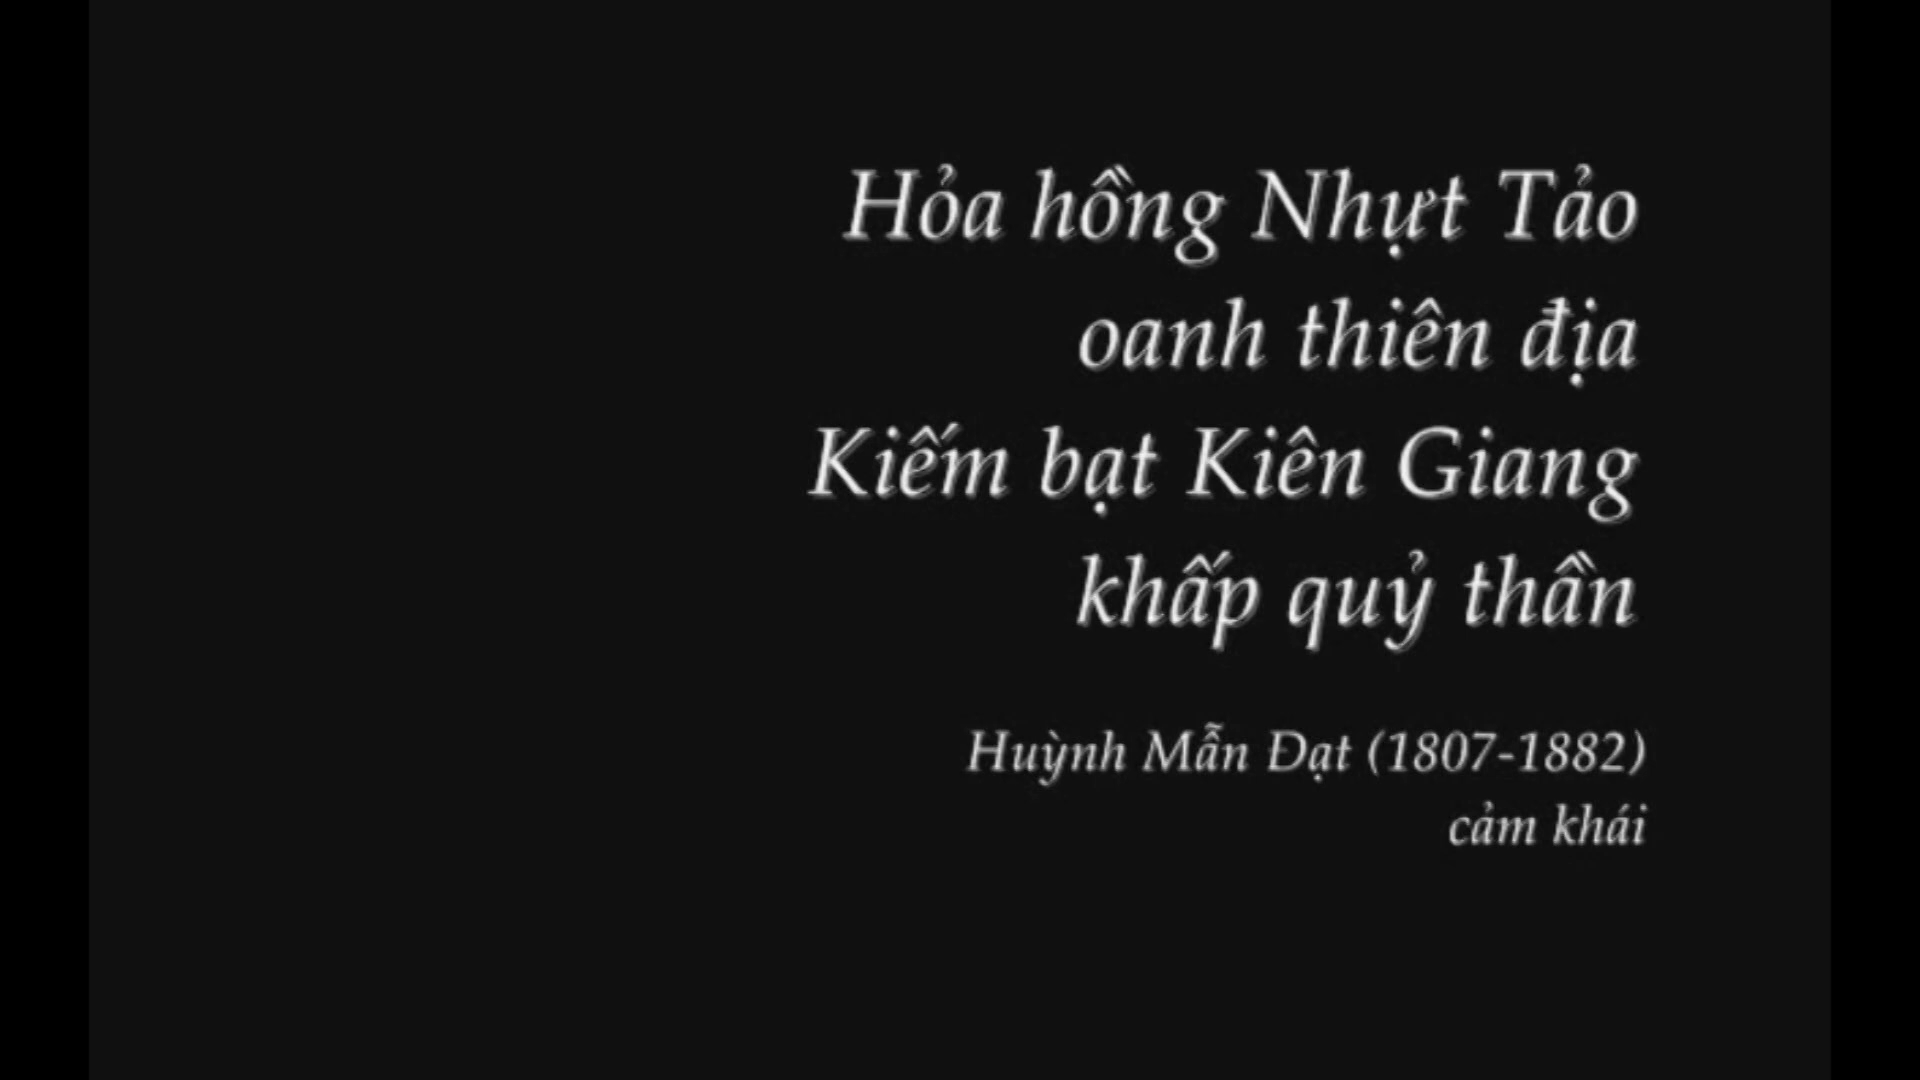 Hỏa hồng Nhựt Tảo
oanh thiên địa
Kiếm bạt Kiên Giang
khấp quỷ thần
Huỳnh Mẫn Đạt (1807-1882)
cảm khái